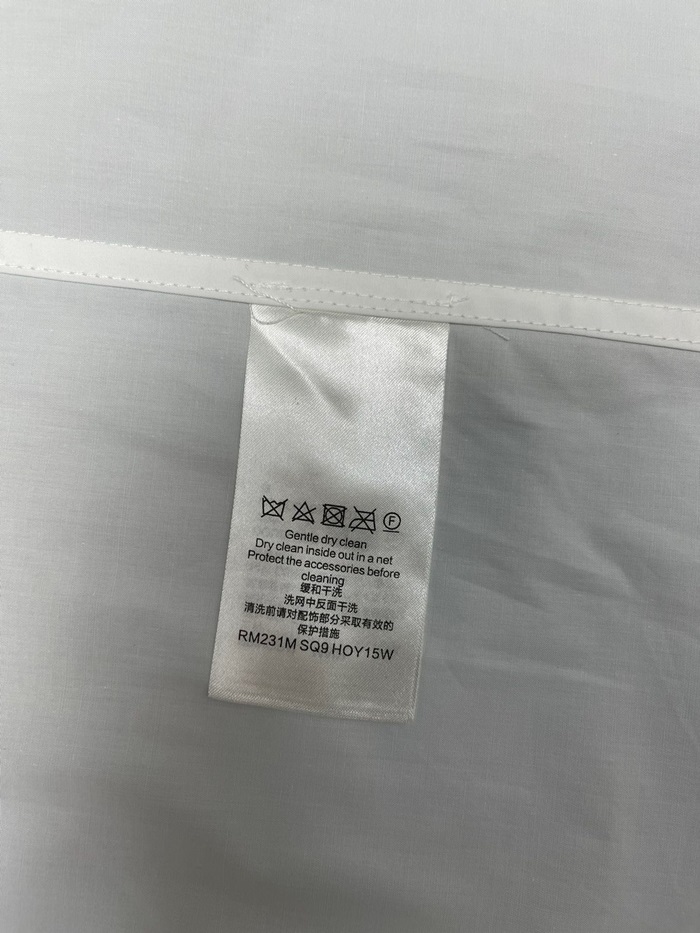 F
Gentle dry clean
Dry clean inside out in a net
Protect the accessories before
cleaning
缓和干洗
洗网中反面干洗
清洗前请对配饰部分采取有效的
保护措施
RM231M SQ9 HOY15W